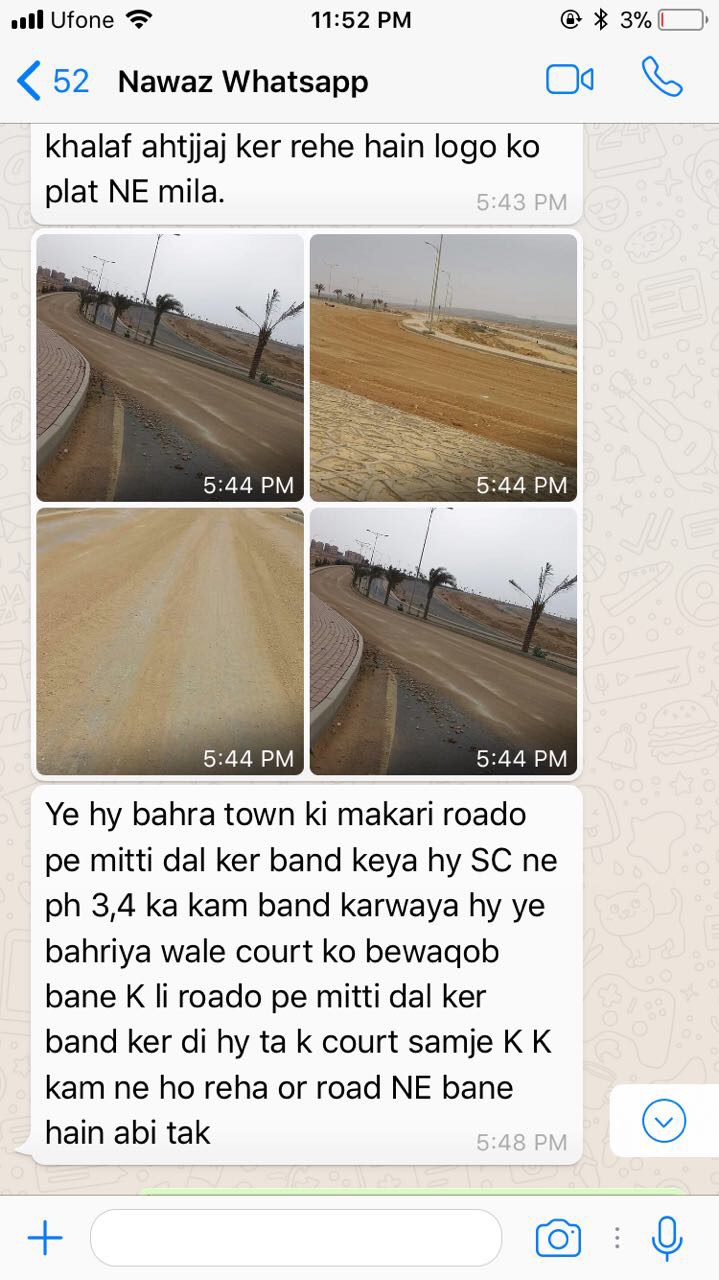 Ufone 11:52 PM 3%
52 Nawaz Whatsapp
khalaf ahtjjaj ker rehe hain logo ko
plat NE mila.
5:43 PM
5:44 PM 5:44 PM
5:44 PM 5:44 PM
Ye hy bahra town ki makari roado
pe mitti dal ker band keya hy SC ne
ph 3,4 ka kam band karwaya hy ye
bahriya wale court ko bewaqob
bane K li roado pe mitti dal ker
band ker di hy ta k court samje K K
kam ne ho reha or road NE bane
hain abi tak
5:48 PM